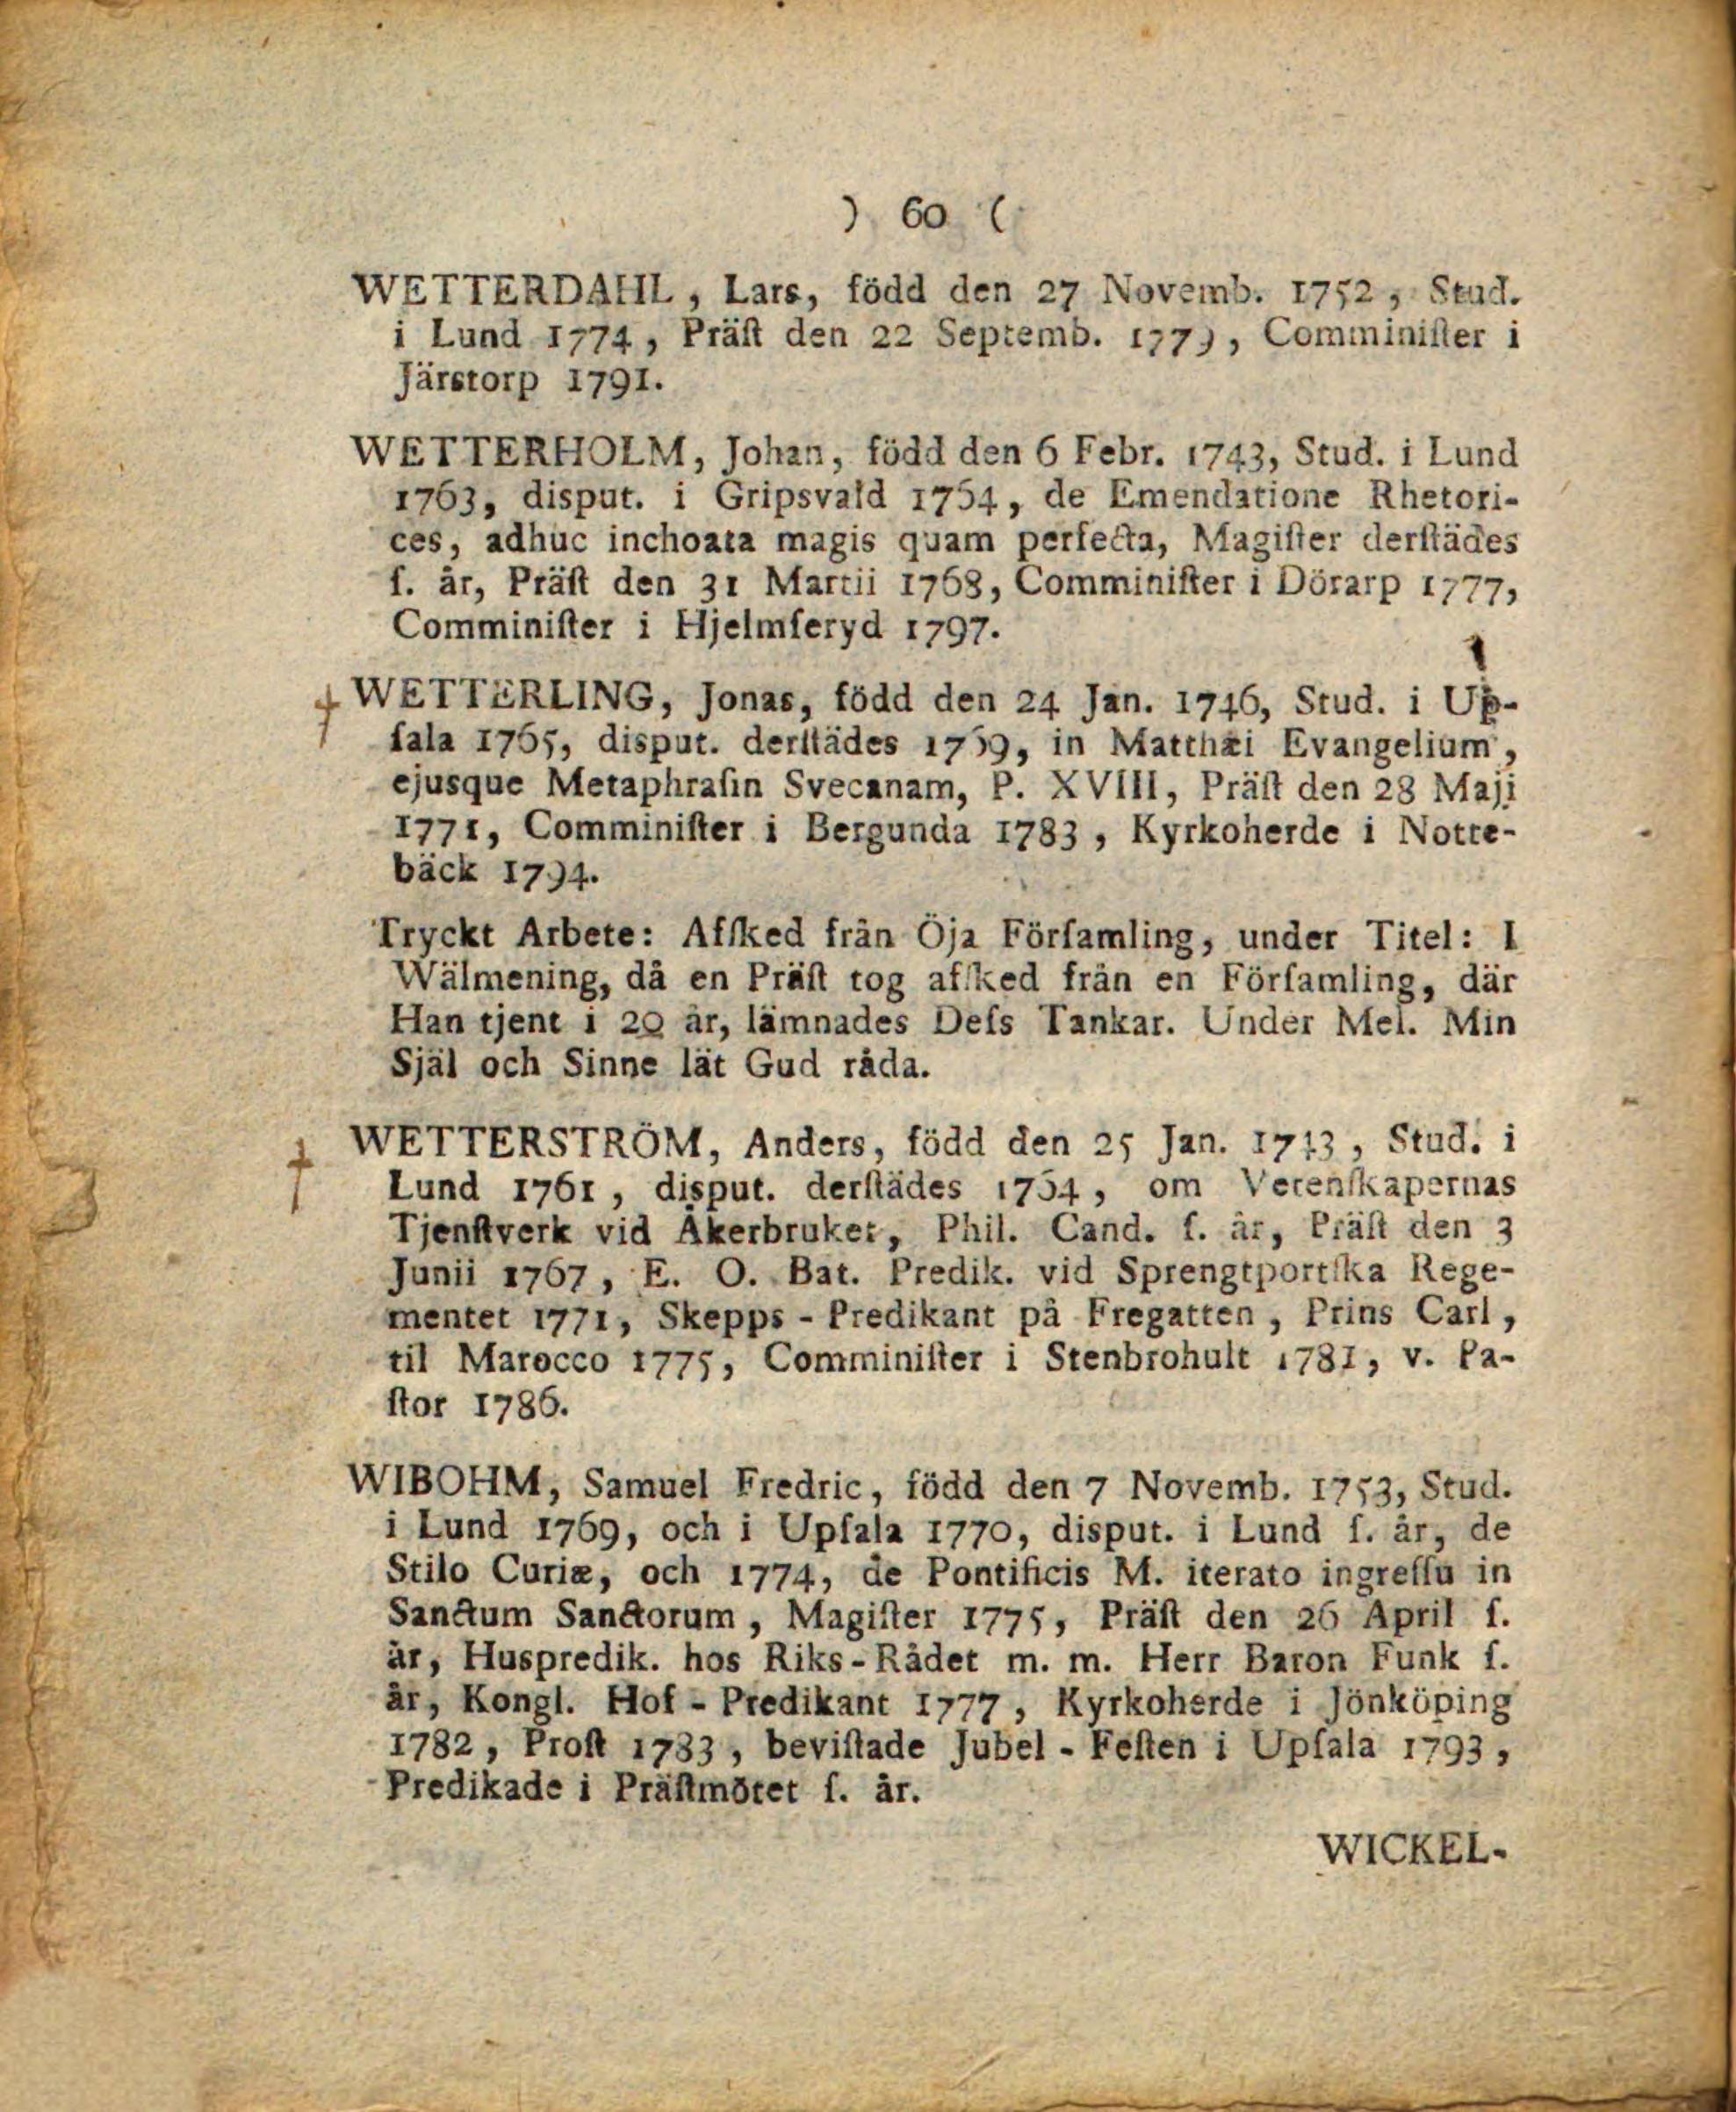 ) 60 (
WETTERDAHL, Lars, född den 27 Novemb. 1752, Stud.
i Lund 1774, Präſt den 22 Septemb. 1779, Comminiſter i
Järstorp 1791.
WETTERHOLM, Johan, född den 6 Febr. 1743, Stud. i Lund
1763, disput. i Gripsvald 1764, de Emendatione Rhetori-
ces, adhuc inchoata magis quam perfecta, Magiſter derſtädes
ſ. år, Präſt den 31 Martii 1768, Comminiſter i Dörarp 1777,
Comminiſter i Hjelmſeryd 1797.
† WETTERLING, Jonas, född den 24 Jan. 1746, Stud. i Up-
ſala 1765, disput. derſtädes 1769, in Matthæi Evangelium,
ejusque Metaphraſin Svecanam, P. XVIII, Präſt den 28 Maji
1771, Comminiſter i Bergunda 1783, Kyrkoherde i Notte-
bäck 1794.
Tryckt Arbete: Afſked från Öja Förſamling, under Titel: I
Wälmening, då en Präſt tog afſked från en Förſamling, där
Han tjent i 20 år, lämnades Deſs Tankar. Under Mel. Min
Själ och Sinne låt Gud råda.
† WETTERSTRÖM, Anders, född den 25 Jan. 1743, Stud. i
Lund 1761, disput. derſtädes 1764, om Vetenſkapernas
Tjenſtverk vid Åkerbruket, Phil. Cand. ſ. år, Präſt den 3
Junii 1767, E. O. Bat. Predik. vid Sprengtportſka Rege-
mentet 1771, Skepps-Predikant på Fregatten, Prins Carl,
til Marocco 1775, Comminiſter i Stenbrohult 1781, v. Pa-
ſtor 1786.
WIBOHM, Samuel Fredric, född den 7 Novemb. 1753, Stud.
i Lund 1769, och i Upſala 1770, disput. i Lund ſ. år, de
Stilo Curiæ, och 1774, de Pontificis M. iterato ingreſſu in
Sanctum Sanctorum, Magiſter 1775, Präſt den 26 April ſ.
år, Huspredik. hos Riks-Rådet m. m. Herr Baron Funk ſ.
år, Kongl. Hof-Predikant 1777, Kyrkoherde i Jönköping
1782, Proſt 1783, beviſtade Jubel-Feſten i Upſala 1793,
Predikade i Präſtmötet ſ. år.
WICKEL-